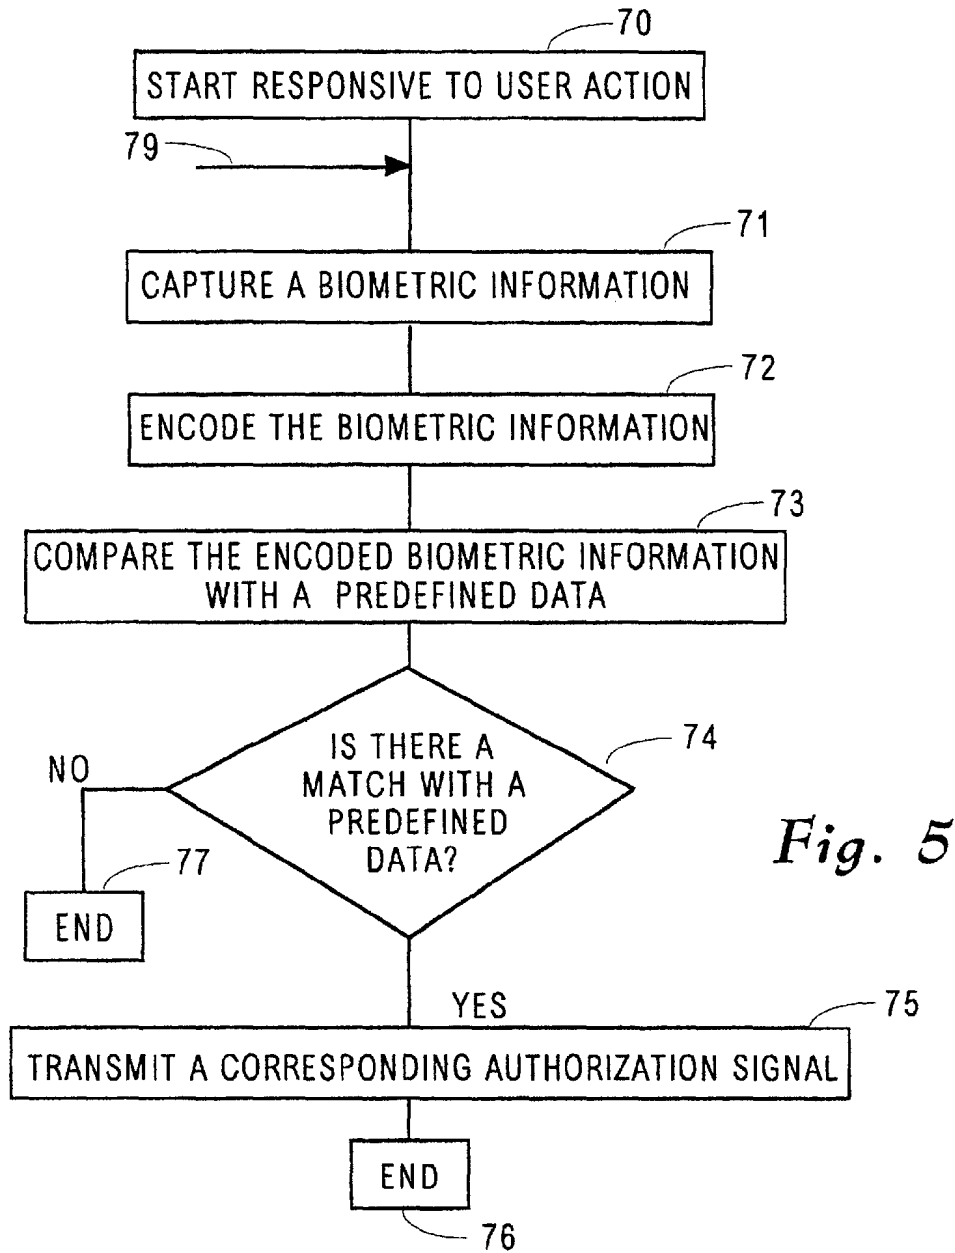 70
START RESPONSIVE TO USER ACTION
79
71
CAPTURE A BIOMETRIC INFORMATION
72
ENCODE THE BIOMETRIC INFORMATION
73
COMPARE THE ENCODED BIOMETRIC INFORMATION
WITH A PREDEFINED DATA
74
IS THERE A
MATCH WITH A
PREDEFINED
DATA?
NO
77
END
Fig. 5
YES
75
TRANSMIT A CORRESPONDING AUTHORIZATION SIGNAL
END
76